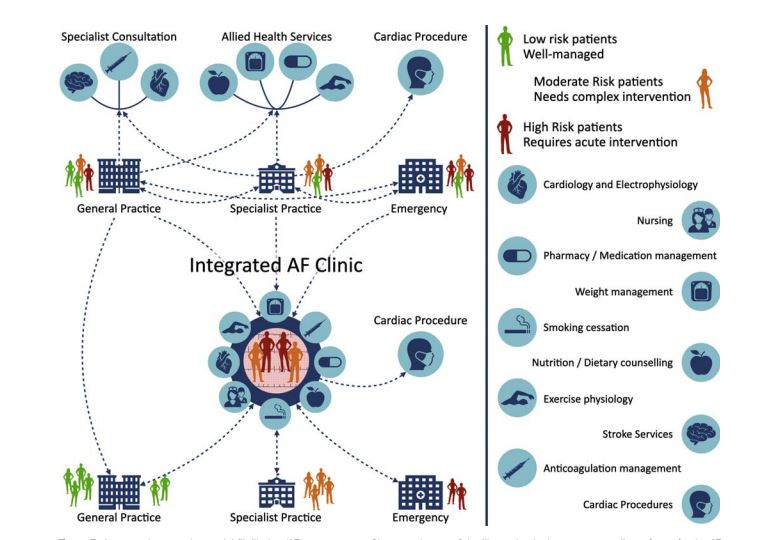 Specialist Consultation
Allied Health Services
Cardiac Procedure
General Practice
Specialist Practice
Emergency
Integrated AF Clinic
Cardiac Procedure
General Practice
Specialist Practice
Emergency
Low risk patients
Well-managed
Moderate Risk patients
Needs complex intervention
High Risk patients
Requires acute intervention
Cardiology and Electrophysiology
Nursing
Pharmacy / Medication management
Weight management
Smoking cessation
Nutrition / Dietary counselling
Exercise physiology
Stroke Services
Anticoagulation management
Cardiac Procedures